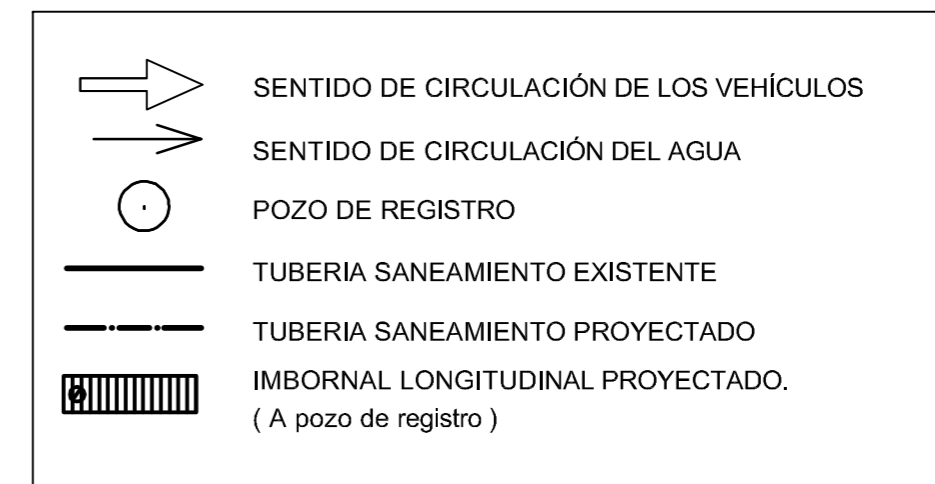 SENTIDO DE CIRCULACIÓN DE LOS VEHÍCULOS
SENTIDO DE CIRCULACIÓN DEL AGUA
POZO DE REGISTRO
TUBERIA SANEAMIENTO EXISTENTE
TUBERIA SANEAMIENTO PROYECTADO
IMBORNAL LONGITUDINAL PROYECTADO.
( A pozo de registro )